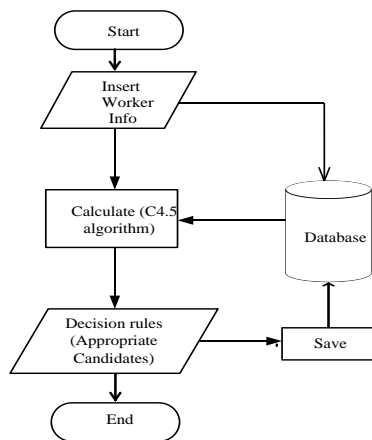 Start
Insert
Worker
Info
Calculate (C4.5
algorithm)
Database
Decision rules
(Appropriate
Candidates)
Save
End